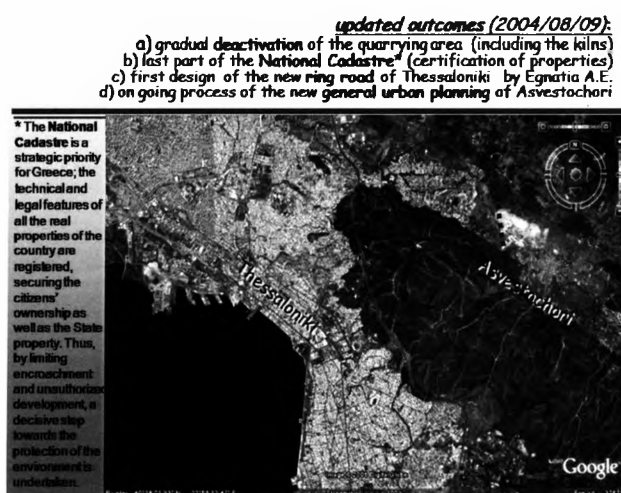 updated outcomes (2004/08/09):
a) gradual deactivation of the quarrying area (including the kilns)
b) last part of the National Cadastre* (certification of properties)
c) first design of the new ring road of Thessaloniki by Egnatia A.E.
d) on going process of the new general urban planning of Asvestochori
* The National
Cadastre is a
strategic priority
for Greece; the
technical and
legal features of
all the real
properties of the
country are
registered,
securing the
citizens'
ownership as
well as the State
property. Thus,
by limiting
encroachment
and unauthorized
development, a
decisive step
towards the
protection of the
environment is
undertaken.
Thessaloniki
Asvestochori
Google